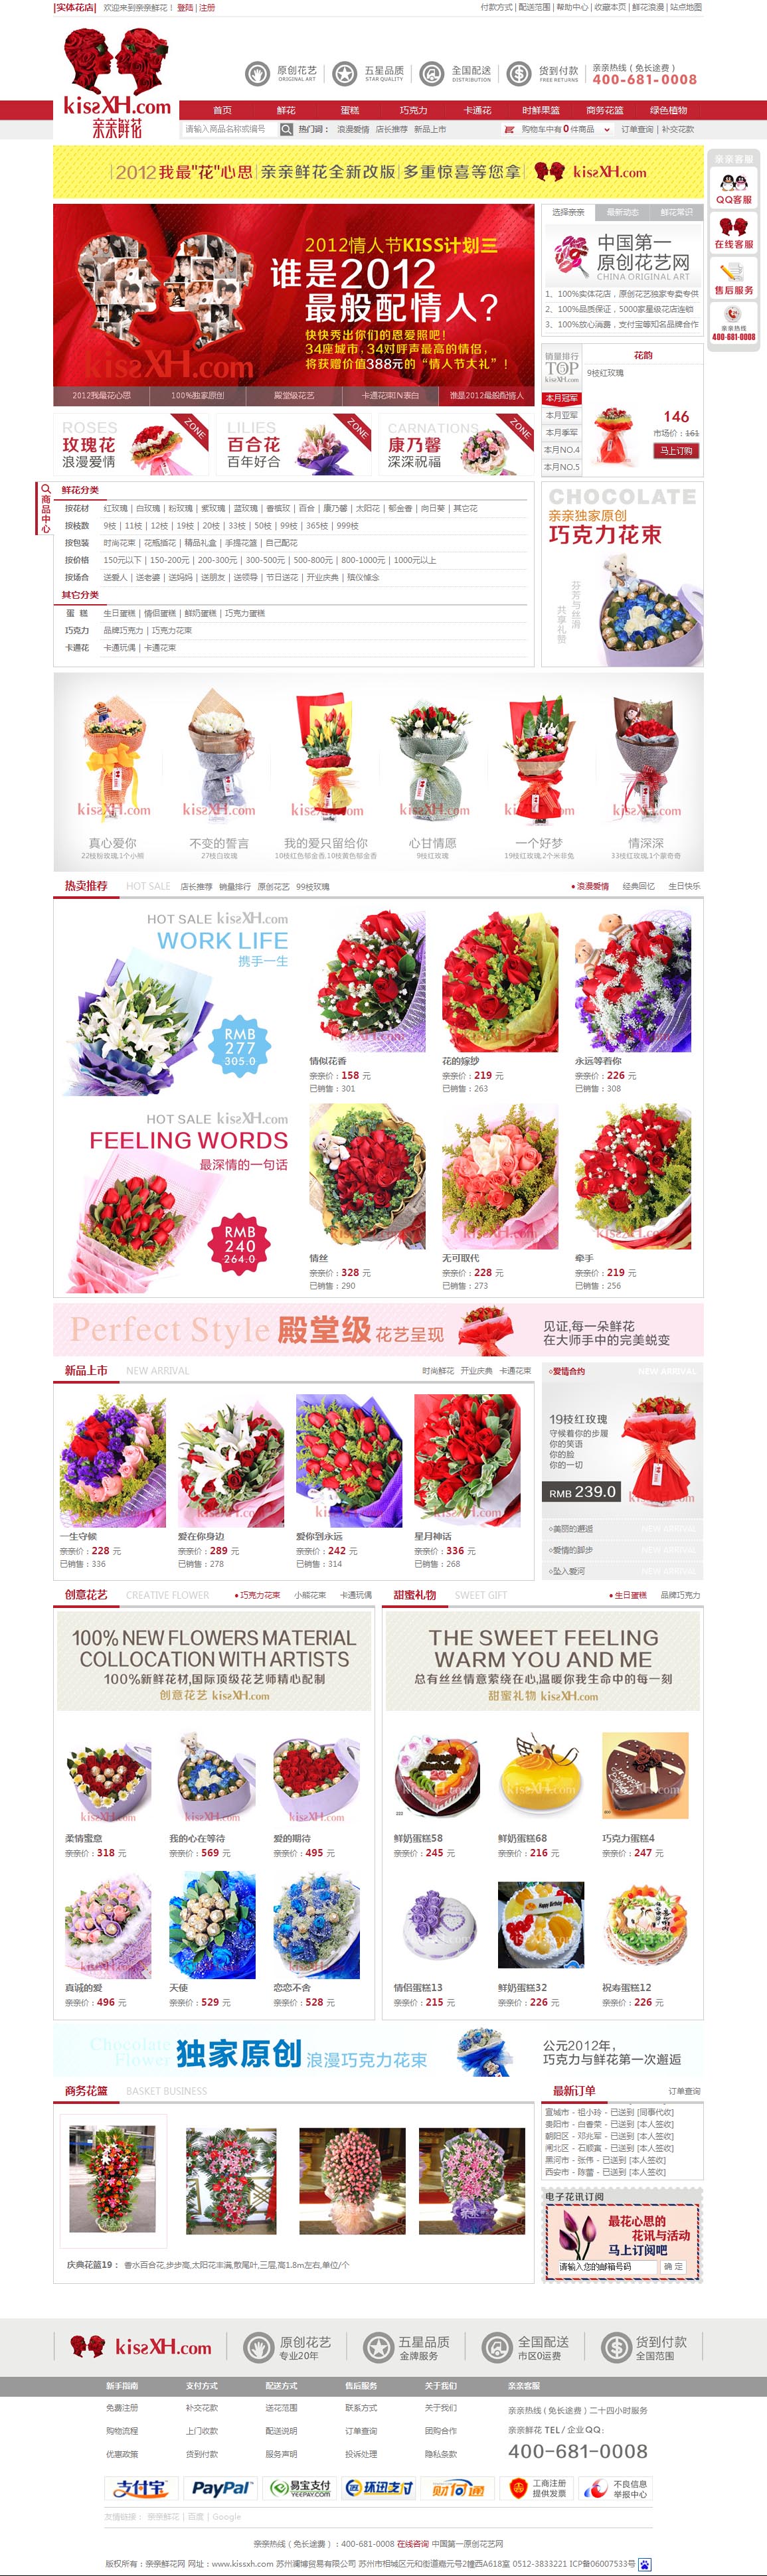 |实体花店| 欢迎来到亲亲鲜花！ 登陆 | 注册
付款方式 | 配送范围 | 帮助中心 | 收藏本页 | 鲜花浪漫 | 站点地图
kissXH.com
亲亲鲜花
原创花艺 ORIGINAL ART
五星品质 STAR QUALITY
全国配送 DISTRIBUTION
货到付款 FREE RETURNS
亲亲热线（免长途费）
400-681-0008
首页 鲜花 蛋糕 巧克力 卡通花 时鲜果篮 商务花篮 绿色植物
请输入商品名称或编号 热门词： 浪漫爱情 店长推荐 新品上市
购物车中有 0 件商品 订单查询 | 补交花款
2012我最"花"心思 亲亲鲜花全新改版 多重惊喜等您拿 kissXH.com
亲亲客服
QQ客服
在线客服
售后服务
亲亲热线
400-681-0008
2012情人节KISS计划三
谁是2012
最般配情人?
快快秀出你们的恩爱照吧!
34座城市,34对呼声最高的情侣,
将获赠价值388元的"情人节大礼"!
kissXH.com
2012我最花心思 100%独家原创 殿堂级花艺 谁是2012最般配情人
选择亲亲 最新动态 鲜花常识
中国第一
原创花艺网
CHINA ORIGINAL ART
1、100%实体花店，原创花艺独家专卖专供
2、100%品质保证，5000家星级花店连锁
3、100%放心消费，支付宝等知名品牌合作
销量排行
TOP
kissXH.com
本月冠军
本月亚军
本月季军
本月NO.4
本月NO.5
花韵
9枝红玫瑰
146
市场价：161
马上订购
ROSES
玫瑰花
浪漫爱情
ZONE
LILIES
百合花
百年好合
ZONE
CARNATIONS
康乃馨
深深祝福
ZONE
商品中心
鲜花分类
按花材 红玫瑰 | 白玫瑰 | 粉玫瑰 | 紫玫瑰 | 蓝玫瑰 | 香槟玫 | 百合 | 康乃馨 | 太阳花 | 郁金香 | 向日葵 | 其它花
按枝数 9枝 | 11枝 | 12枝 | 19枝 | 20枝 | 33枝 | 50枝 | 99枝 | 365枝 | 999枝
按包装 时尚花束 | 花瓶插花 | 精品礼盒 | 手提花篮 | 自己配花
按价格 150元以下 | 150-200元 | 200-300元 | 300-500元 | 500-800元 | 800-1000元 | 1000元以上
按场合 送爱人 | 送老婆 | 送妈妈 | 送朋友 | 送领导 | 节日送花 | 开业庆典 | 殡仪悼念
其它分类
蛋 糕 生日蛋糕 | 情侣蛋糕 | 鲜奶蛋糕 | 巧克力蛋糕
巧克力 品牌巧克力 | 巧克力花束
卡通花 卡通玩偶 | 卡通花束
CHOCOLATE
亲亲独家原创
巧克力花束
芬芳与丝滑
共享礼赞
真心爱你 不变的誓言 我的爱只留给你 心甘情愿 一个好梦 情深深
22枝粉玫瑰,1个小熊 27枝白玫瑰 10枝红色郁金香,10枝黄色郁金香 9枝红玫瑰 19枝红玫瑰,2个米菲兔 33枝红玫瑰,1个蒙奇奇
热卖推荐 HOT SALE 店长推荐 销量排行 原创花艺 99枝玫瑰
浪漫爱情 经典回忆 生日快乐
HOT SALE kissXH.com
WORK LIFE
携手一生
RMB
277
305.0
情似花香 花的嫁纱 永远等着你
亲亲价：158 元 亲亲价：219 元 亲亲价：226 元
已销售：301 已销售：263 已销售：308
HOT SALE kissXH.com
FEELING WORDS
最深情的一句话
RMB
240
264.0
情丝 无可取代 牵手
亲亲价：328 元 亲亲价：228 元 亲亲价：219 元
已销售：290 已销售：273 已销售：256
Perfect Style 殿堂级 花艺呈现
见证,每一朵鲜花
在大师手中的完美蜕变
新品上市 NEW ARRIVAL 时尚鲜花 开业庆典 卡通花束
一生守候 爱在你身边 爱你到永远 星月神话
亲亲价：228 元 亲亲价：289 元 亲亲价：242 元 亲亲价：336 元
已销售：336 已销售：278 已销售：314 已销售：268
爱情合约 NEW ARRIVAL
19枝红玫瑰
守候着你的步履
你的笑语
你的脸
你的一切
RMB 239.0
美丽的邂逅 NEW ARRIVAL
爱情的脚步 NEW ARRIVAL
坠入爱河 NEW ARRIVAL
创意花艺 CREATIVE FLOWER 巧克力花束 小熊花束 卡通玩偶
100% NEW FLOWERS MATERIAL
COLLOCATION WITH ARTISTS
100%新鲜花材,国际顶级花艺师精心配制
创意花艺 kissXH.com
柔情蜜意 我的心在等待 爱的期待
亲亲价：318 元 亲亲价：569 元 亲亲价：495 元
真诚的爱 天使 恋恋不舍
亲亲价：496 元 亲亲价：529 元 亲亲价：528 元
甜蜜礼物 SWEET GIFT 生日蛋糕 品牌巧克力
THE SWEET FEELING
WARM YOU AND ME
总有丝丝情意萦绕在心,温暖你我生命中的每一刻
甜蜜礼物 kissXH.com
鲜奶蛋糕58 鲜奶蛋糕68 巧克力蛋糕4
亲亲价：245 元 亲亲价：216 元 亲亲价：247 元
情侣蛋糕13 鲜奶蛋糕32 祝寿蛋糕12
亲亲价：215 元 亲亲价：226 元 亲亲价：226 元
Chocolate
Flower
独家原创 浪漫巧克力花束
公元2012年,
巧克力与鲜花第一次邂逅
商务花篮 BASKET BUSINESS
庆典花篮19： 香水百合花,步步高,太阳花丰满,散尾叶,三层,高1.8m左右,单位/个
最新订单 订单查询
宣城市 - 祖小玲 - 已送到 [同事代收]
贵阳市 - 白香荣 - 已送到 [本人签收]
朝阳区 - 邓兆军 - 已送到 [本人签收]
闸北区 - 石顺富 - 已送到 [本人签收]
黑河市 - 张伟 - 已送到 [本人签收]
西安市 - 陈蕾 - 已送到 [本人签收]
电子花讯订阅
最花心思的
花讯与活动
马上订阅吧
请输入您的邮箱号码 确 定
kissXH.com
原创花艺 专业20年
五星品质 金牌服务
全国配送 市区0运费
货到付款 全国范围
新手指南 支付方式 配送方式 售后服务 关于我们 亲亲客服
免费注册 补交花款 送花范围 联系方式 关于我们
购物流程 上门收款 配送说明 订单查询 团购合作
优惠政策 货到付款 服务声明 投诉处理 隐私条款
亲亲热线（免长途费）二十四小时服务
亲亲鲜花 TEL / 企业QQ：
400-681-0008
支付宝 PayPal 易宝支付 YEEPAY.COM 环迅支付 财付通 工商注册 提供发票 不良信息 举报中心
友情链接： 亲亲鲜花 | 百度 | Google
亲亲热线（免长途费）：400-681-0008 在线咨询 中国第一原创花艺网
版权所有：亲亲鲜花网 网址：www.kissxh.com 苏州澜博贸易有限公司 苏州市相城区元和街道嘉元号2幢西A618室 0512-3833221 ICP备06007533号